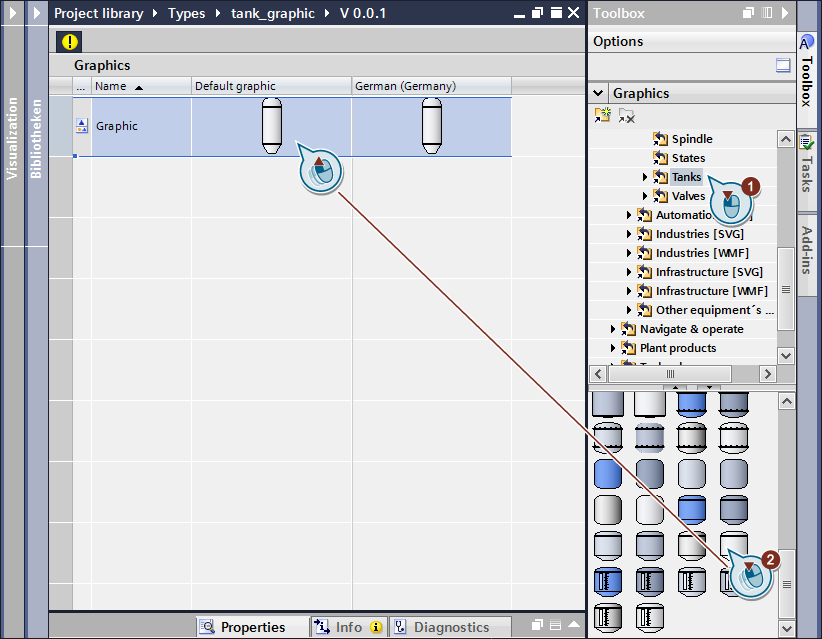 Project library Types tank_graphic V 0.0.1
Graphics
... Name Default graphic German (Germany)
Graphic
Visualization
Bibliotheken
Properties Info Diagnostics
Toolbox
Options
Graphics
Spindle
States
Tanks
1
Valves
Industries [SVG]
Industries [WMF]
Infrastructure [SVG]
Infrastructure [WMF]
Other equipment´s ...
Navigate & operate
Plant products
2
Toolbox
Tasks
Add-ins